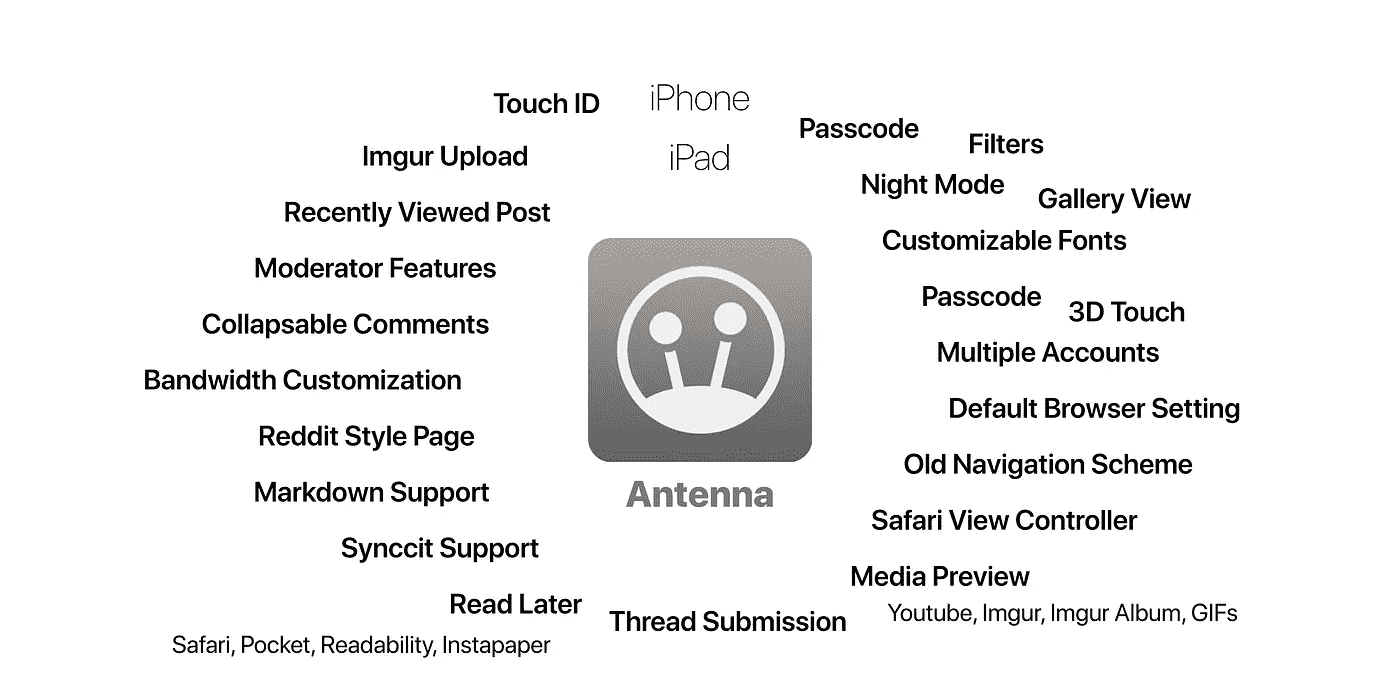 iPhone
iPad
Touch ID
Imgur Upload
Recently Viewed Post
Moderator Features
Collapsable Comments
Bandwidth Customization
Reddit Style Page
Markdown Support
Synccit Support
Read Later
Safari, Pocket, Readability, Instapaper
Antenna
Thread Submission
Passcode
Filters
Night Mode
Gallery View
Customizable Fonts
Passcode
3D Touch
Multiple Accounts
Default Browser Setting
Old Navigation Scheme
Safari View Controller
Media Preview
Youtube, Imgur, Imgur Album, GIFs